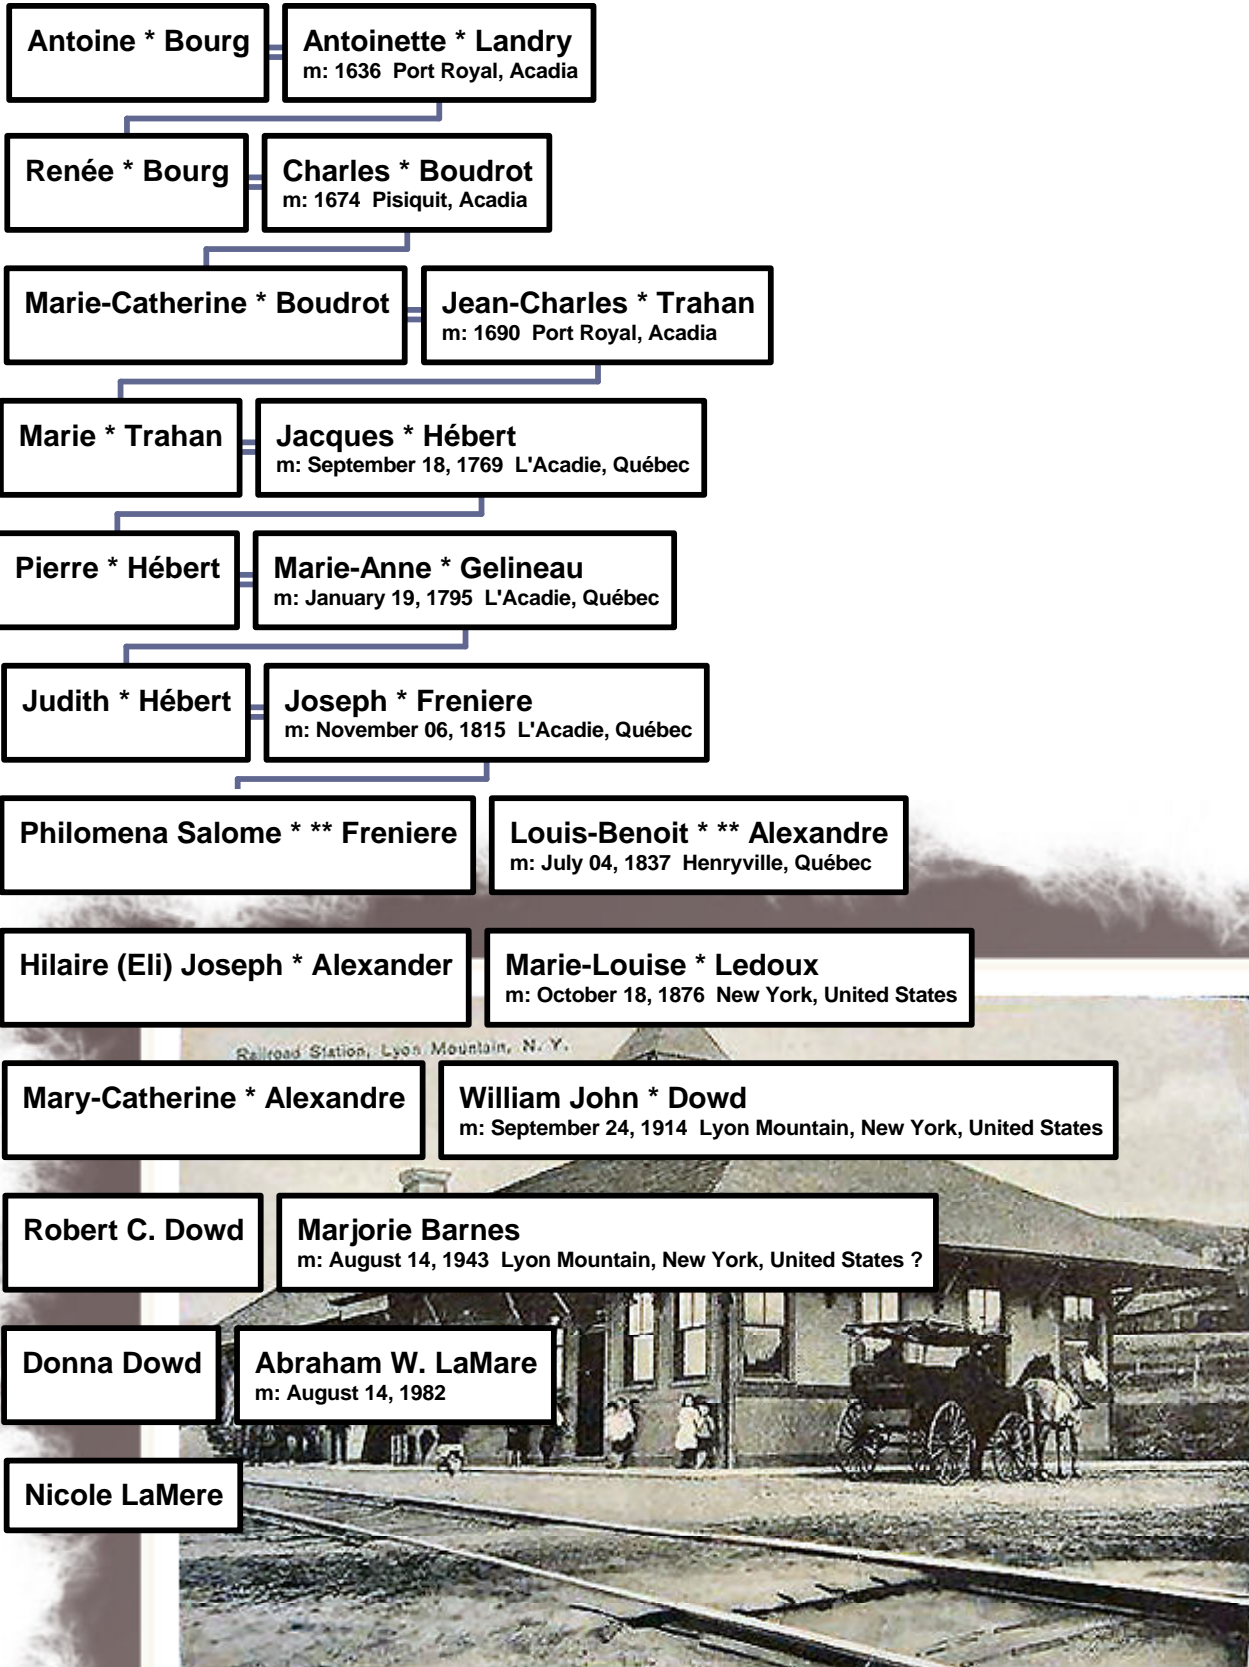 Antoine * Bourg
Antoinette * Landry
m: 1636 Port Royal, Acadia
Renée * Bourg
Charles * Boudrot
m: 1674 Pisiquit, Acadia
Marie-Catherine * Boudrot
Jean-Charles * Trahan
m: 1690 Port Royal, Acadia
Marie * Trahan
Jacques * Hébert
m: September 18, 1769 L'Acadie, Québec
Pierre * Hébert
Marie-Anne * Gelineau
m: January 19, 1795 L'Acadie, Québec
Judith * Hébert
Joseph * Freniere
m: November 06, 1815 L'Acadie, Québec
Philomena Salome * ** Freniere
Louis-Benoit * ** Alexandre
m: July 04, 1837 Henryville, Québec
Hilaire (Eli) Joseph * Alexander
Marie-Louise * Ledoux
m: October 18, 1876 New York, United States
Railroad Station, Lyon Mountain, N. Y.
Mary-Catherine * Alexandre
William John * Dowd
m: September 24, 1914 Lyon Mountain, New York, United States
Robert C. Dowd
Marjorie Barnes
m: August 14, 1943 Lyon Mountain, New York, United States ?
Donna Dowd
Abraham W. LaMare
m: August 14, 1982
Nicole LaMere